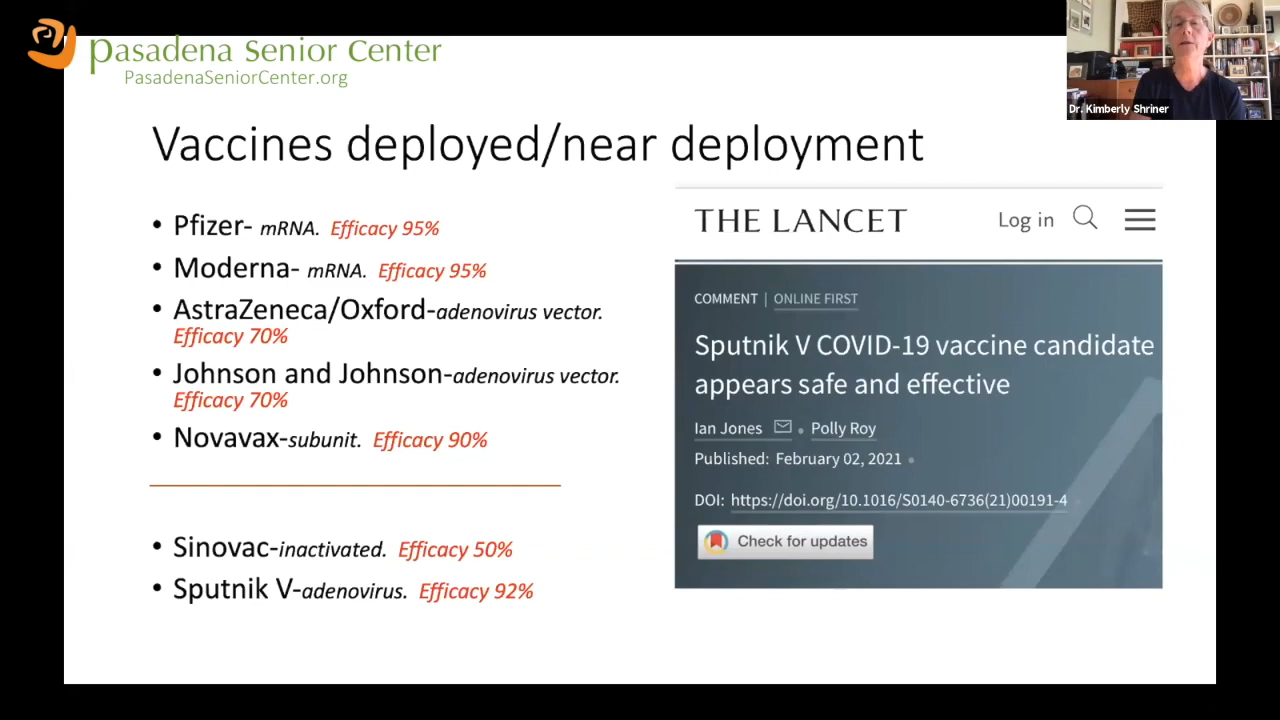 Pasadena Senior Center
PasadenaSeniorCenter.org
Dr. Kimberly Shriner
Vaccines deployed/near deployment
• Pfizer- mRNA. Efficacy 95%
• Moderna- mRNA. Efficacy 95%
• AstraZeneca/Oxford-adenovirus vector.
Efficacy 70%
• Johnson and Johnson-adenovirus vector.
Efficacy 70%
• Novavax-subunit. Efficacy 90%
• Sinovac-inactivated. Efficacy 50%
• Sputnik V-adenovirus. Efficacy 92%
THE LANCET
Log in
COMMENT | ONLINE FIRST
Sputnik V COVID-19 vaccine candidate
appears safe and effective
Ian Jones • Polly Roy
Published: February 02, 2021 •
DOI: https://doi.org/10.1016/S0140-6736(21)00191-4
Check for updates